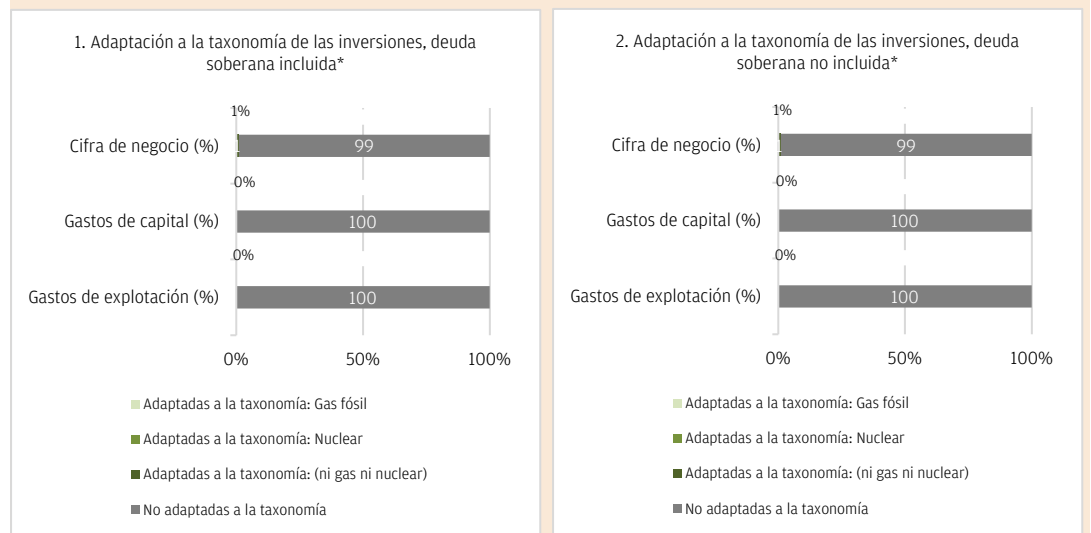 1. Adaptación a la taxonomía de las inversiones, deuda
soberana incluida*
1%
Cifra de negocio (%)
1
99
0%
Gastos de capital (%)
100
0%
Gastos de explotación (%)
100
0%
50%
100%
Adaptadas a la taxonomía: Gas fósil
Adaptadas a la taxonomía: Nuclear
Adaptadas a la taxonomía: (ni gas ni nuclear)
No adaptadas a la taxonomía
2. Adaptación a la taxonomía de las inversiones, deuda
soberana no incluida*
1%
Cifra de negocio (%)
1
99
0%
Gastos de capital (%)
100
0%
Gastos de explotación (%)
100
0%
50%
100%
Adaptadas a la taxonomía: Gas fósil
Adaptadas a la taxonomía: Nuclear
Adaptadas a la taxonomía: (ni gas ni nuclear)
No adaptadas a la taxonomía